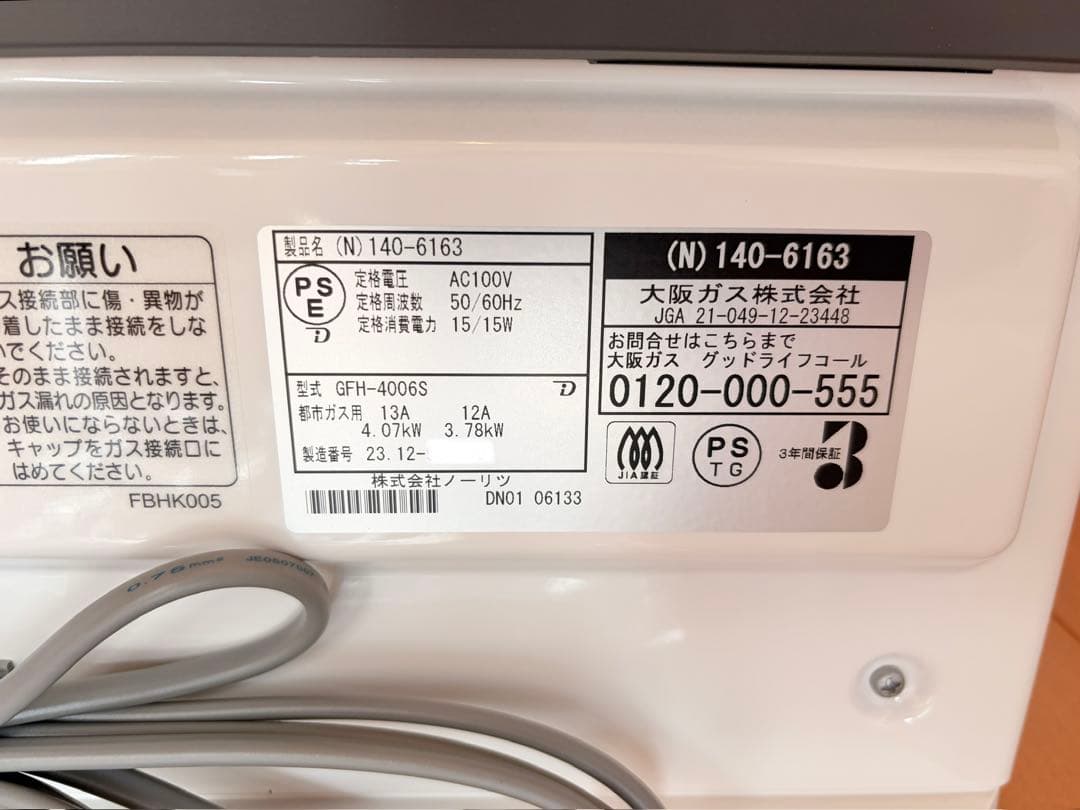 お願い
ス接続部に傷・異物が
着したまま接続をしな
いでください。
そのまま接続されますと、
ガス漏れの原因となります。
お使いにならないときは、
キャップをガス接続口に
はめてください。
FBHK005
製品名 (N) 140-6163
PS
E
定格電圧 AC100V
定格周波数 50/60Hz
定格消費電力 15/15W
型式 GFH-4006S
都市ガス用 13A 12A
4.07kW 3.78kW
製造番号 23.12-
株式会社ノーリツ
DN01 06133
(N) 140-6163
大阪ガス株式会社
JGA 21-049-12-23448
お問合せはこちらまで
大阪ガス グッドライフコール
0120-000-555
JIA認証
PS
TG
3年間保証
3
0.75mm²